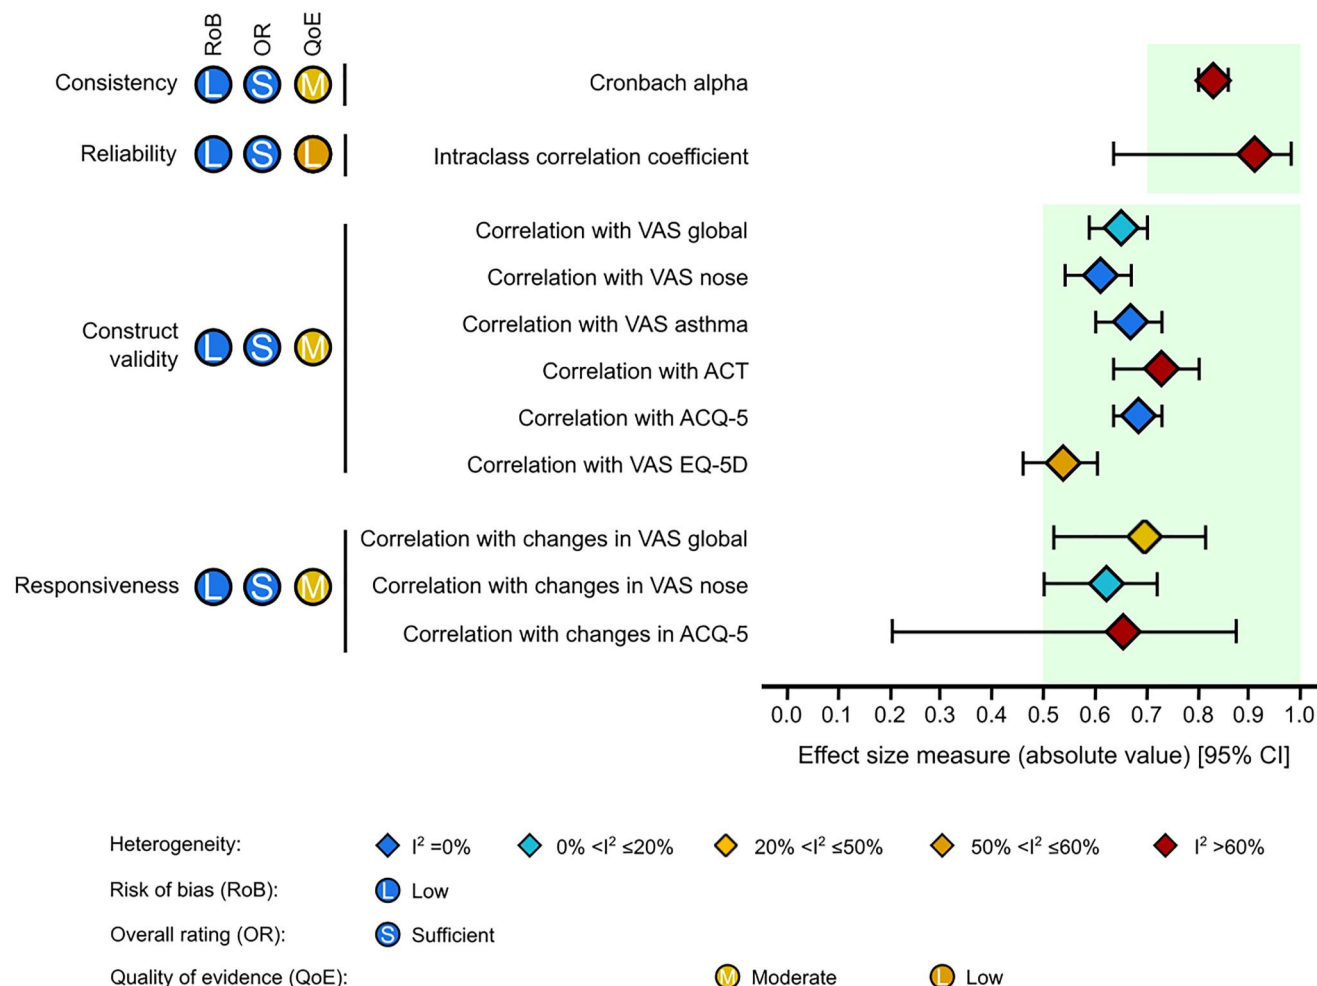 RoB OR QoE
Consistency L S M Cronbach alpha
Reliability L S L Intraclass correlation coefficient
Correlation with VAS global
Correlation with VAS nose
Correlation with VAS asthma
Construct
validity L S M
Correlation with ACT
Correlation with ACQ-5
Correlation with VAS EQ-5D
Correlation with changes in VAS global
Responsiveness L S M Correlation with changes in VAS nose
Correlation with changes in ACQ-5
0.0 0.1 0.2 0.3 0.4 0.5 0.6 0.7 0.8 0.9 1.0
Effect size measure (absolute value) [95% CI]
Heterogeneity: I² =0% 0% <I² ≤20% 20% <I² ≤50% 50% <I² ≤60% I² >60%
Risk of bias (RoB): L Low
Overall rating (OR): S Sufficient
Quality of evidence (QoE): M Moderate L Low